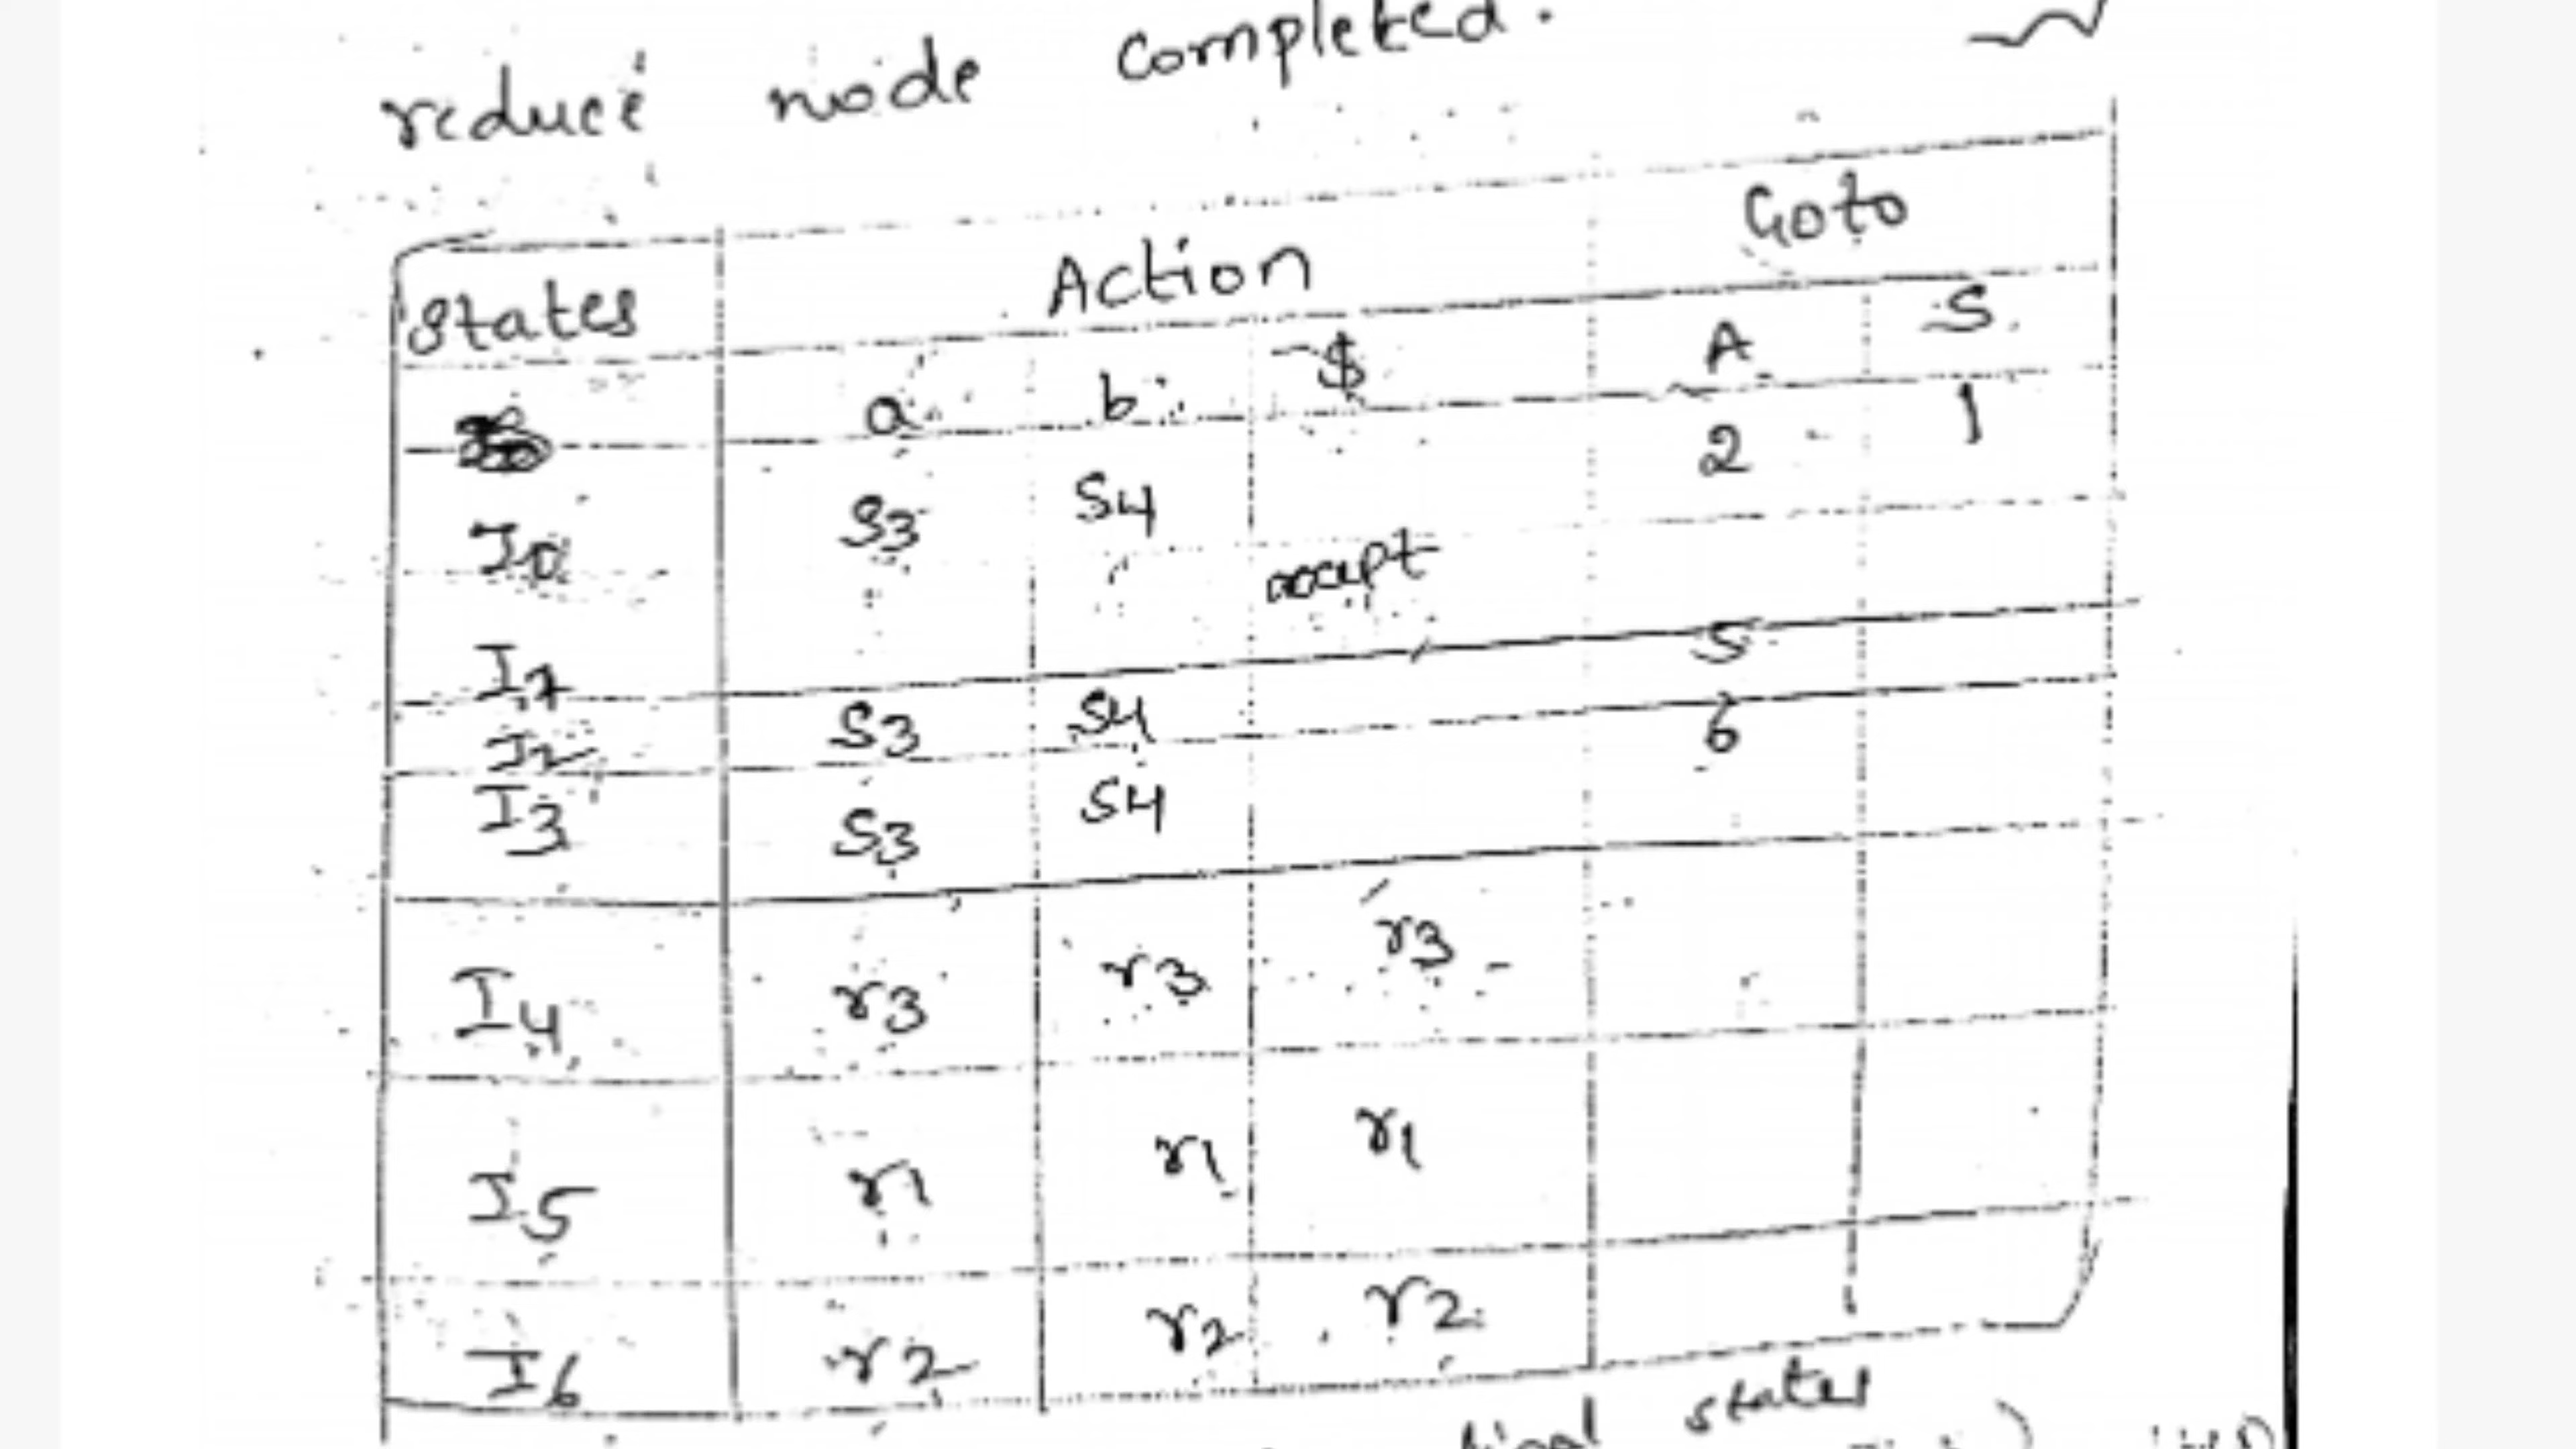 reduce node completed.
States Action Goto
a b $ A S
I0 S3 S4 2 1
I1 accept
I2 S3 S4 5
I3 S3 S4 6
I4 r3 r3 r3
I5 r1 r1 r1
I6 r2 r2 r2
states